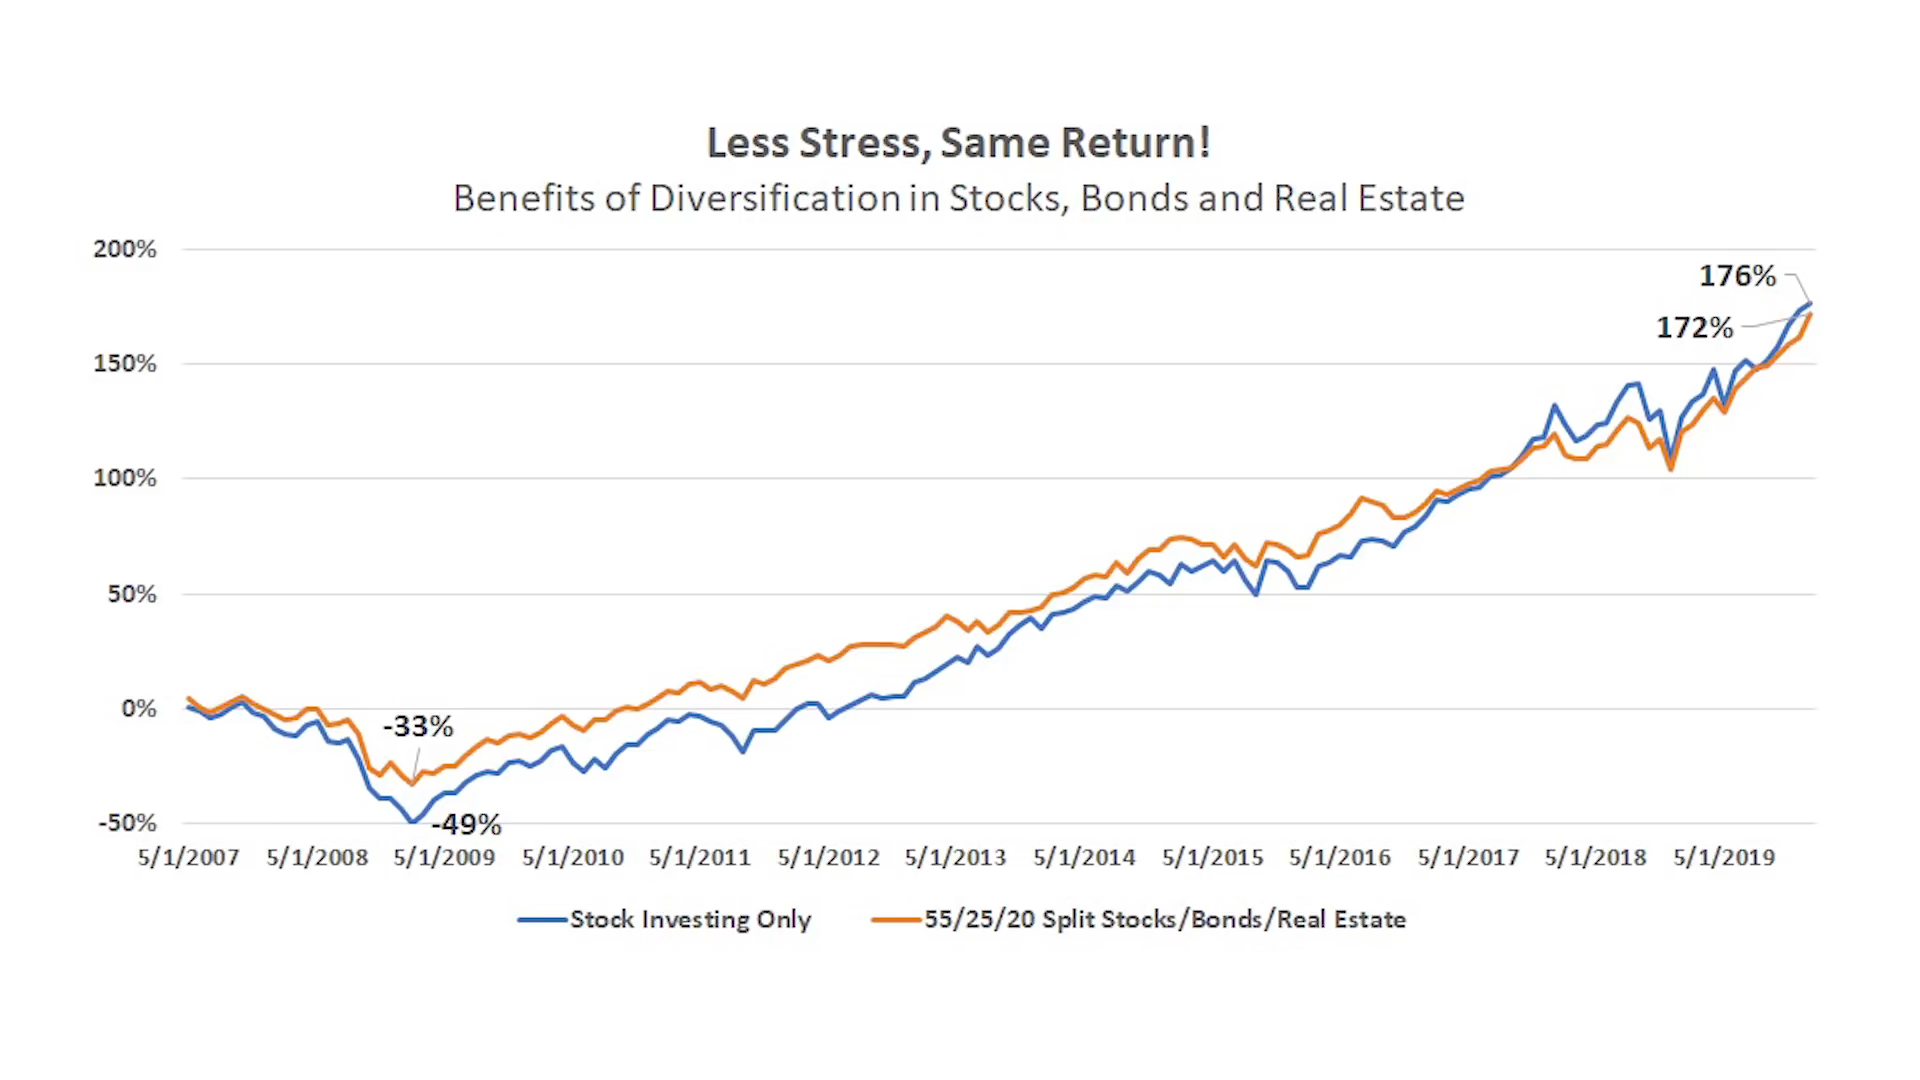 Less Stress, Same Return!
Benefits of Diversification in Stocks, Bonds and Real Estate
200%
176%
172%
150%
100%
50%
0%
-33%
-50%
-49%
5/1/2007 5/1/2008 5/1/2009 5/1/2010 5/1/2011 5/1/2012 5/1/2013 5/1/2014 5/1/2015 5/1/2016 5/1/2017 5/1/2018 5/1/2019
Stock Investing Only 55/25/20 Split Stocks/Bonds/Real Estate